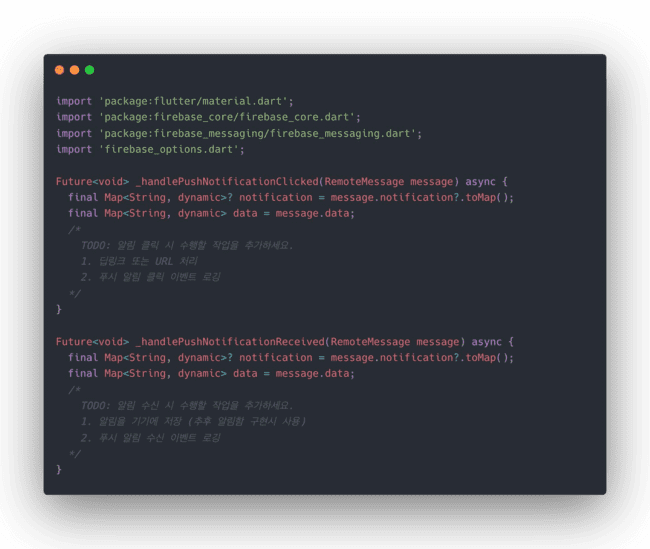 import 'package:flutter/material.dart';
import 'package:firebase_core/firebase_core.dart';
import 'package:firebase_messaging/firebase_messaging.dart';
import 'firebase_options.dart';
Future<void> _handlePushNotificationClicked(RemoteMessage message) async {
final Map<String, dynamic>? notification = message.notification?.toMap();
final Map<String, dynamic> data = message.data;
/*
TODO: 알림 클릭 시 수행할 작업을 추가하세요.
1. 딥링크 또는 URL 처리
2. 푸시 알림 클릭 이벤트 로깅
*/
}
Future<void> _handlePushNotificationReceived(RemoteMessage message) async {
final Map<String, dynamic>? notification = message.notification?.toMap();
final Map<String, dynamic> data = message.data;
/*
TODO: 알림 수신 시 수행할 작업을 추가하세요.
1. 알림을 기기에 저장 (추후 알림함 구현시 사용)
2. 푸시 알림 수신 이벤트 로깅
*/
}